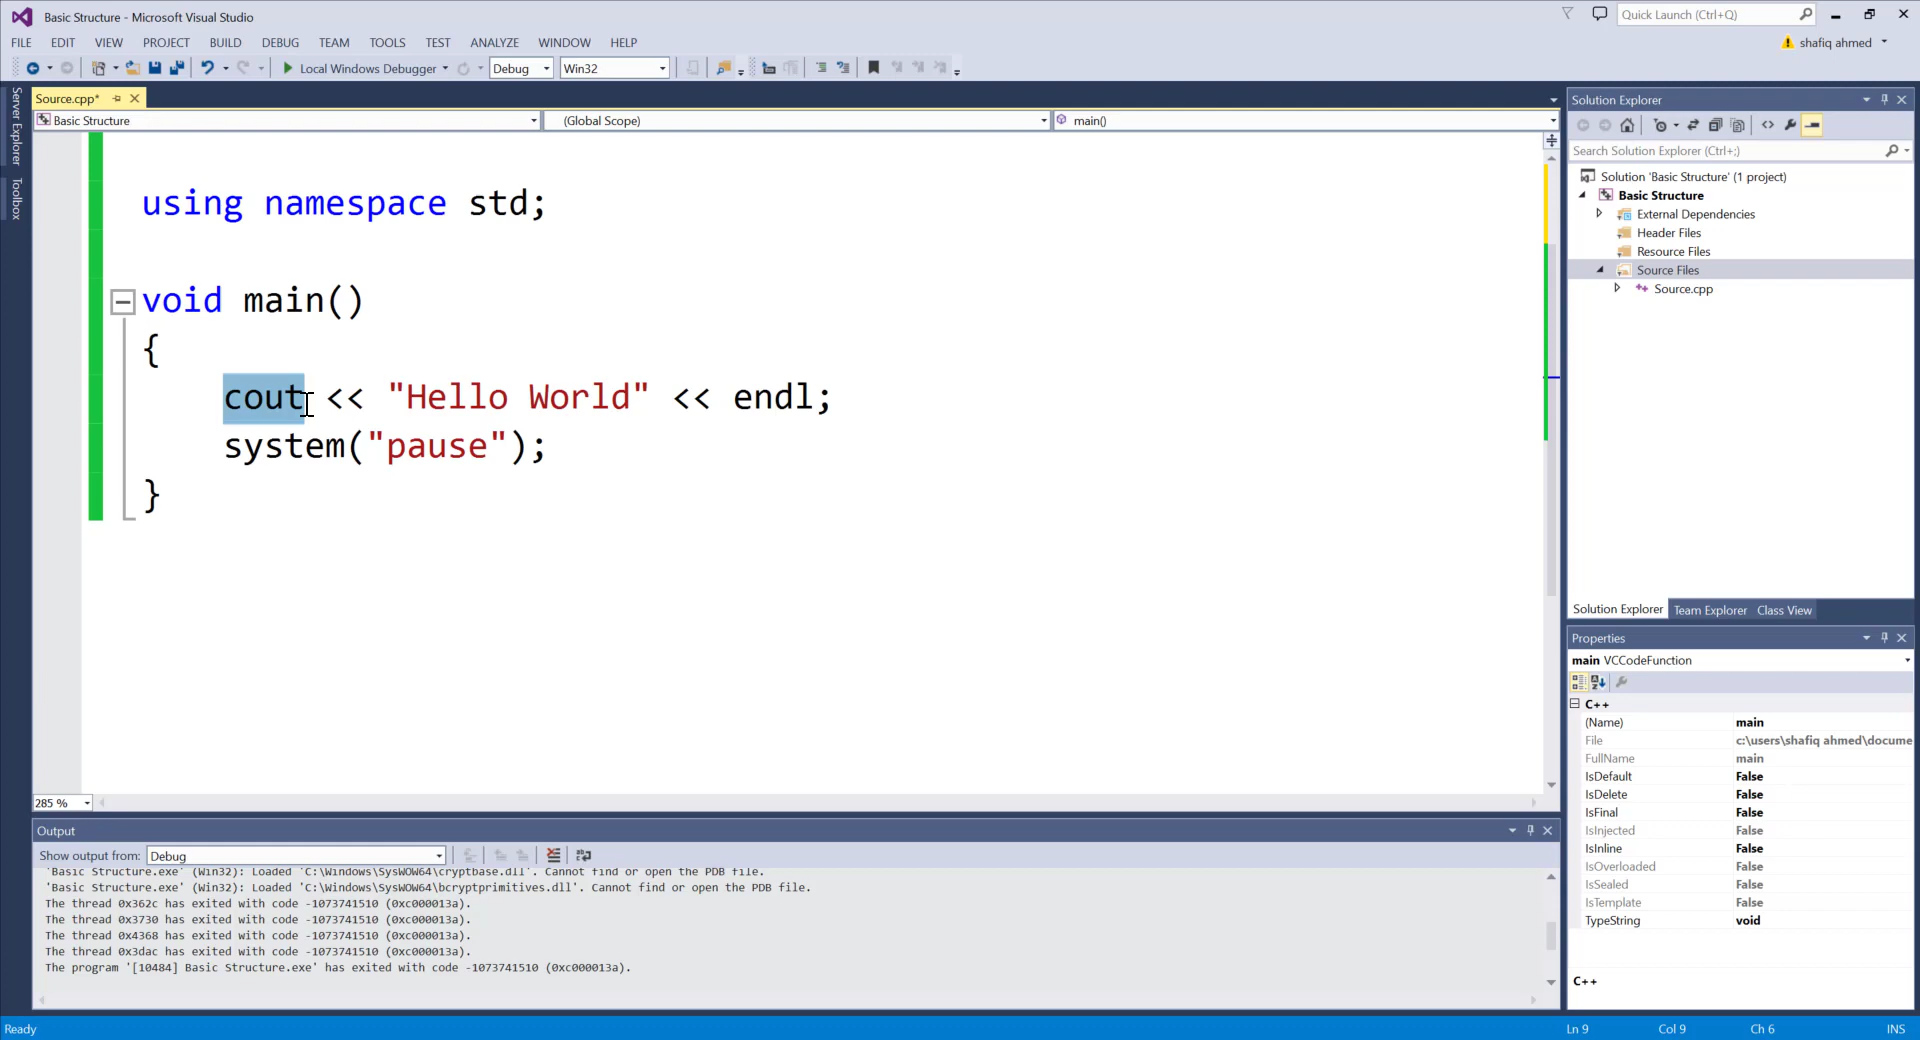 Basic Structure - Microsoft Visual Studio
Quick Launch (Ctrl+Q)
FILE EDIT VIEW PROJECT BUILD DEBUG TEAM TOOLS TEST ANALYZE WINDOW HELP
shafiq ahmed
Local Windows Debugger Debug Win32
Server Explorer
Toolbox
Source.cpp*
Basic Structure (Global Scope) main()
using namespace std;
void main()
{
cout << "Hello World" << endl;
system("pause");
}
285 %
Output
Show output from: Debug
'Basic Structure.exe' (Win32): Loaded 'C:\Windows\SysWOW64\cryptbase.dll'. Cannot find or open the PDB file.
'Basic Structure.exe' (Win32): Loaded 'C:\Windows\SysWOW64\bcryptprimitives.dll'. Cannot find or open the PDB file.
The thread 0x362c has exited with code -1073741510 (0xc000013a).
The thread 0x3730 has exited with code -1073741510 (0xc000013a).
The thread 0x4368 has exited with code -1073741510 (0xc000013a).
The thread 0x3dac has exited with code -1073741510 (0xc000013a).
The program '[10484] Basic Structure.exe' has exited with code -1073741510 (0xc000013a).
Solution Explorer
Search Solution Explorer (Ctrl+;)
Solution 'Basic Structure' (1 project)
Basic Structure
External Dependencies
Header Files
Resource Files
Source Files
Source.cpp
Solution Explorer Team Explorer Class View
Properties
main VCCodeFunction
C++
(Name) main
File c:\users\shafiq ahmed\docume
FullName main
IsDefault False
IsDelete False
IsFinal False
IsInjected False
IsInline False
IsOverloaded False
IsSealed False
IsTemplate False
TypeString void
C++
Ready Ln 9 Col 9 Ch 6 INS